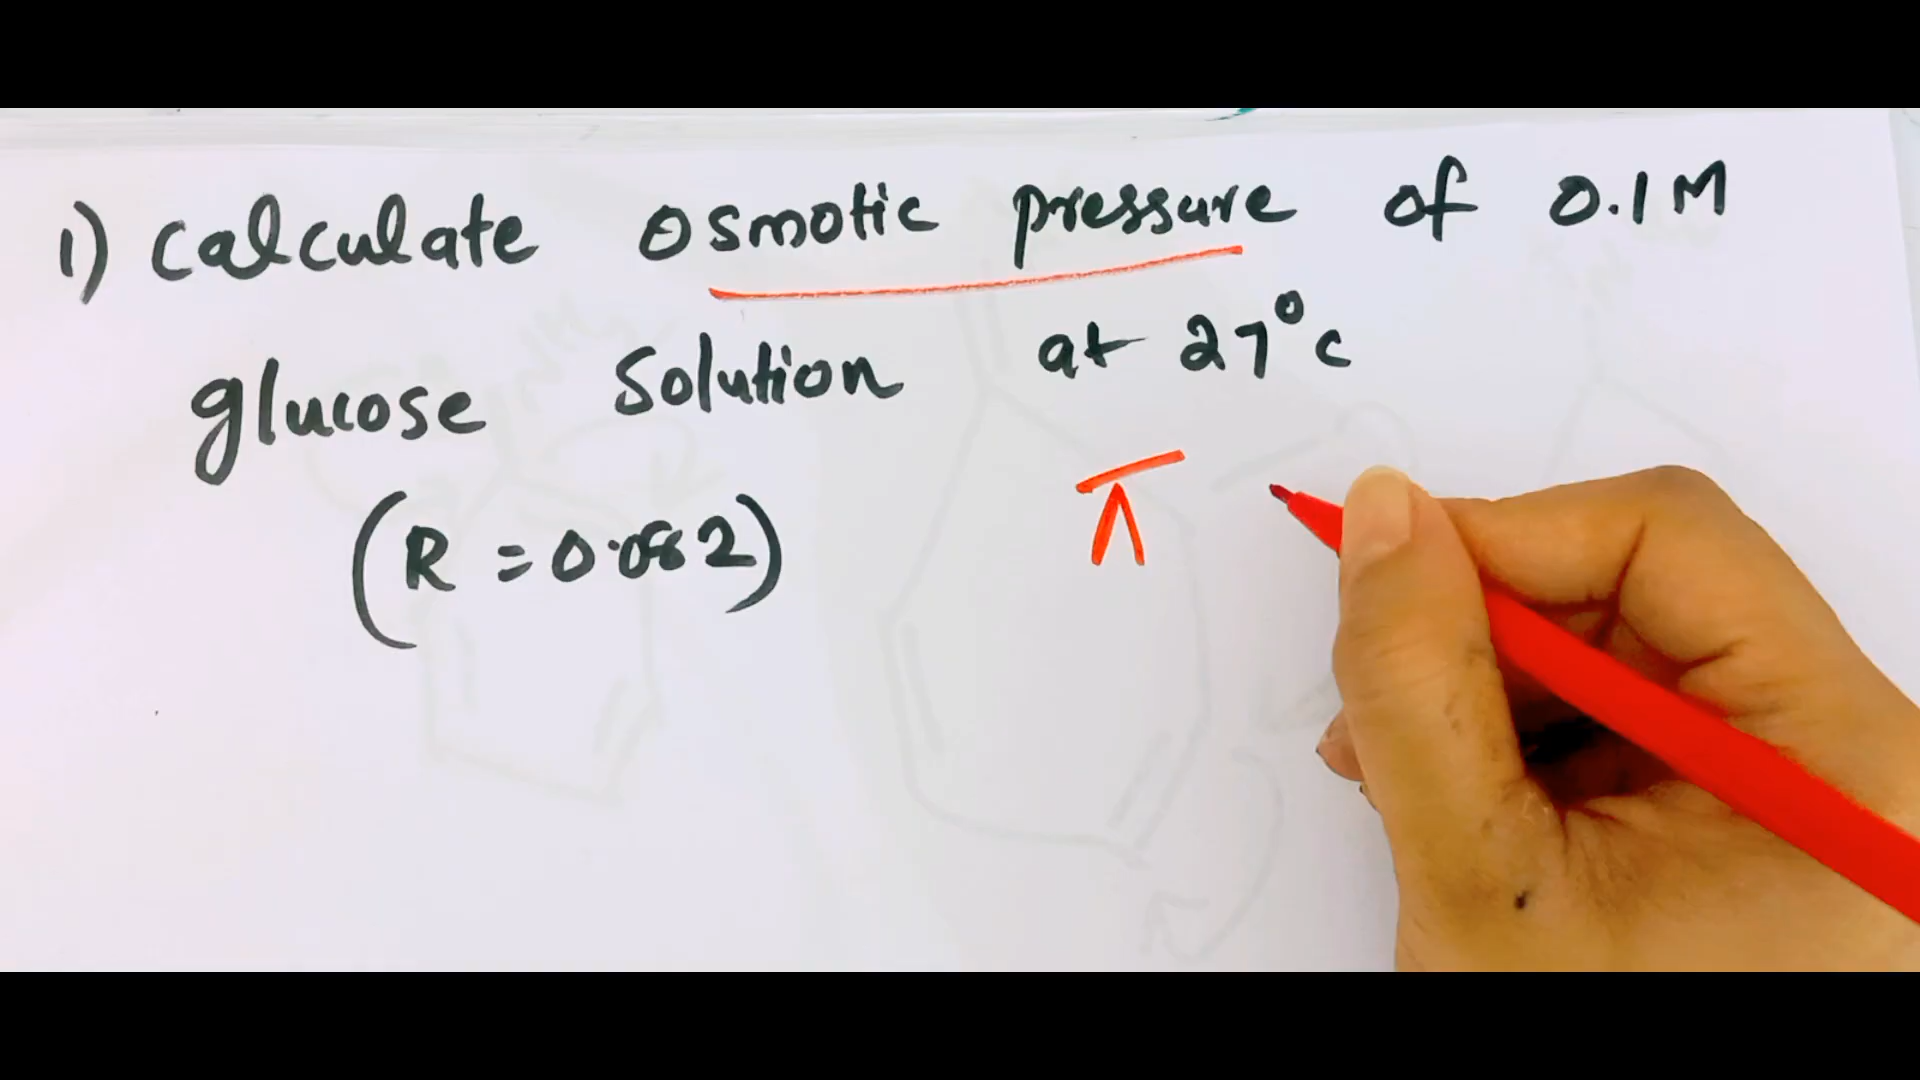 1) calculate osmotic pressure of 0.1M
glucose solution at 27°c
(R = 0.082)
π